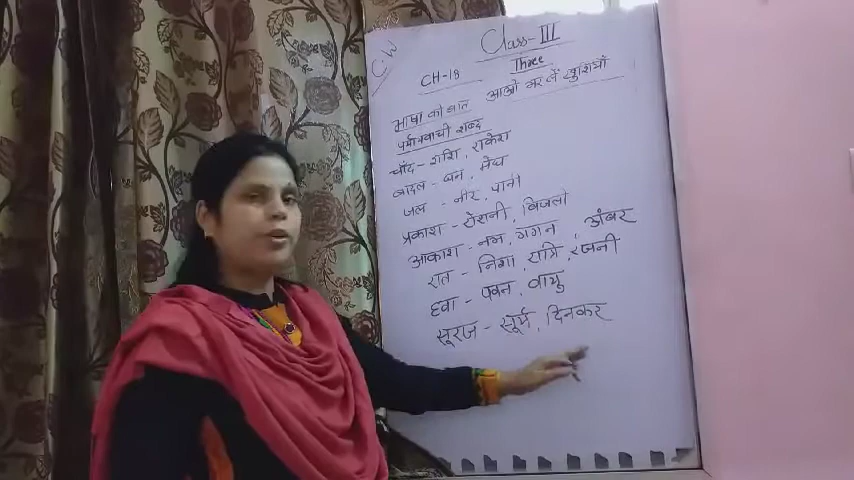 C.W
Class-III
Three
CH-18 आओ भर लें खुशियाँ
भाषा की बात
पर्यायवाची शब्द
चाँद - शशि, राकेश
बादल - घन, मेघ
जल - नीर, पानी
प्रकाश - रोशनी, बिजली
आकाश - नभ, गगन, अंबर
रात - निशा, रात्रि, रजनी
हवा - पवन, वायु
सूरज - सूर्य, दिनकर